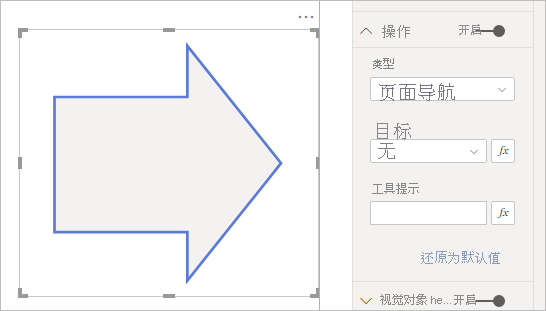 操作 开启
类型
页面导航
目标
无 fx
工具提示
fx
还原为默认值
视觉对象 he... 开启